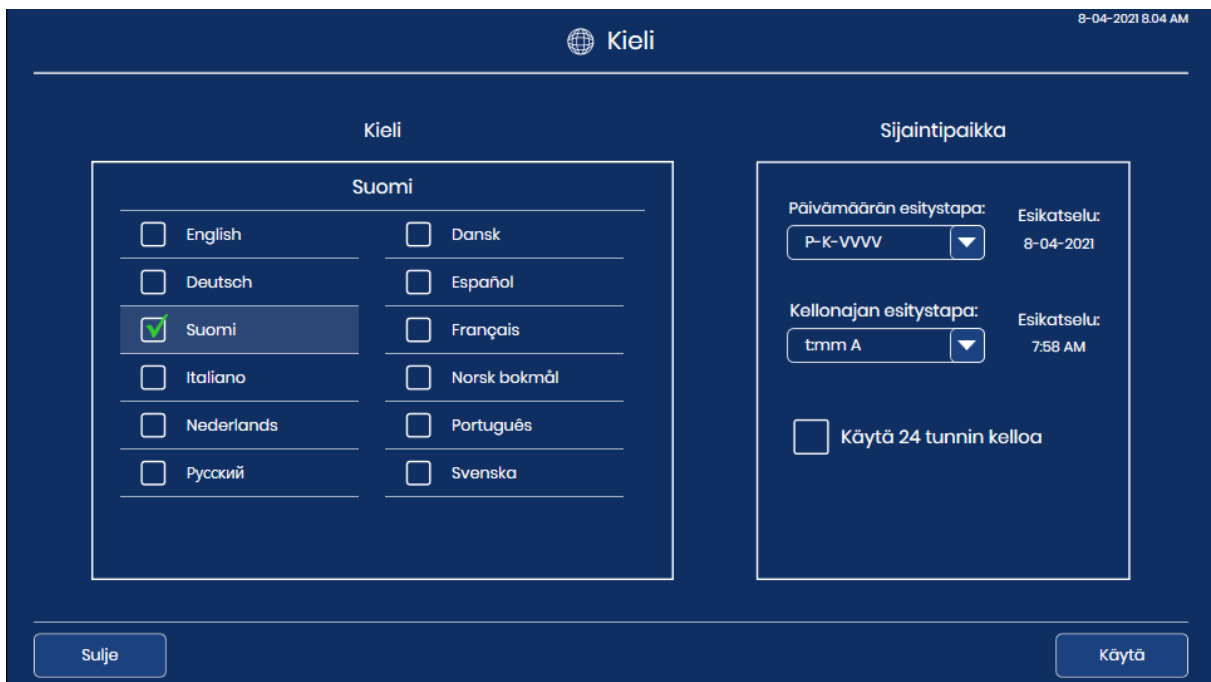 8-04-2021 8.04 AM
Kieli
Kieli
Suomi
English
Dansk
Deutsch
Español
Suomi
Français
Italiano
Norsk bokmål
Nederlands
Português
Русский
Svenska
Sijaintipaikka
Päivämäärän esitystapa:
Esikatselu:
P-K-VVVV
8-04-2021
Kellonajan esitystapa:
Esikatselu:
t:mm A
7:58 AM
Käytä 24 tunnin kelloa
Sulje
Käytä